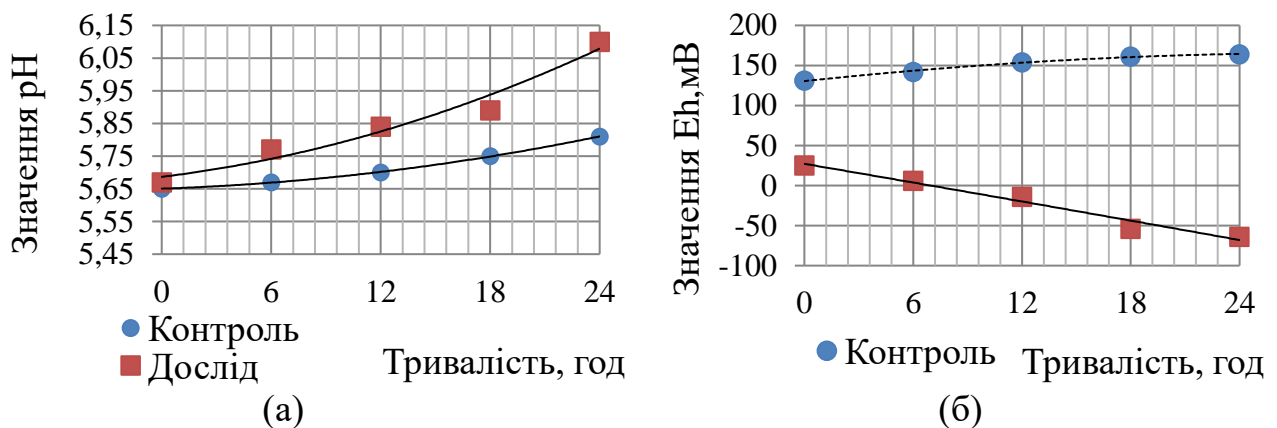 Значення pH
6,15
6,05
5,95
5,85
5,75
5,65
5,55
5,45
0 6 12 18 24
Контроль
Дослід
Тривалість, год
(а)
Значення Eh,мВ
200
150
100
50
0
-50
-100
0 6 12 18 24
Контроль
Тривалість, год
(б)